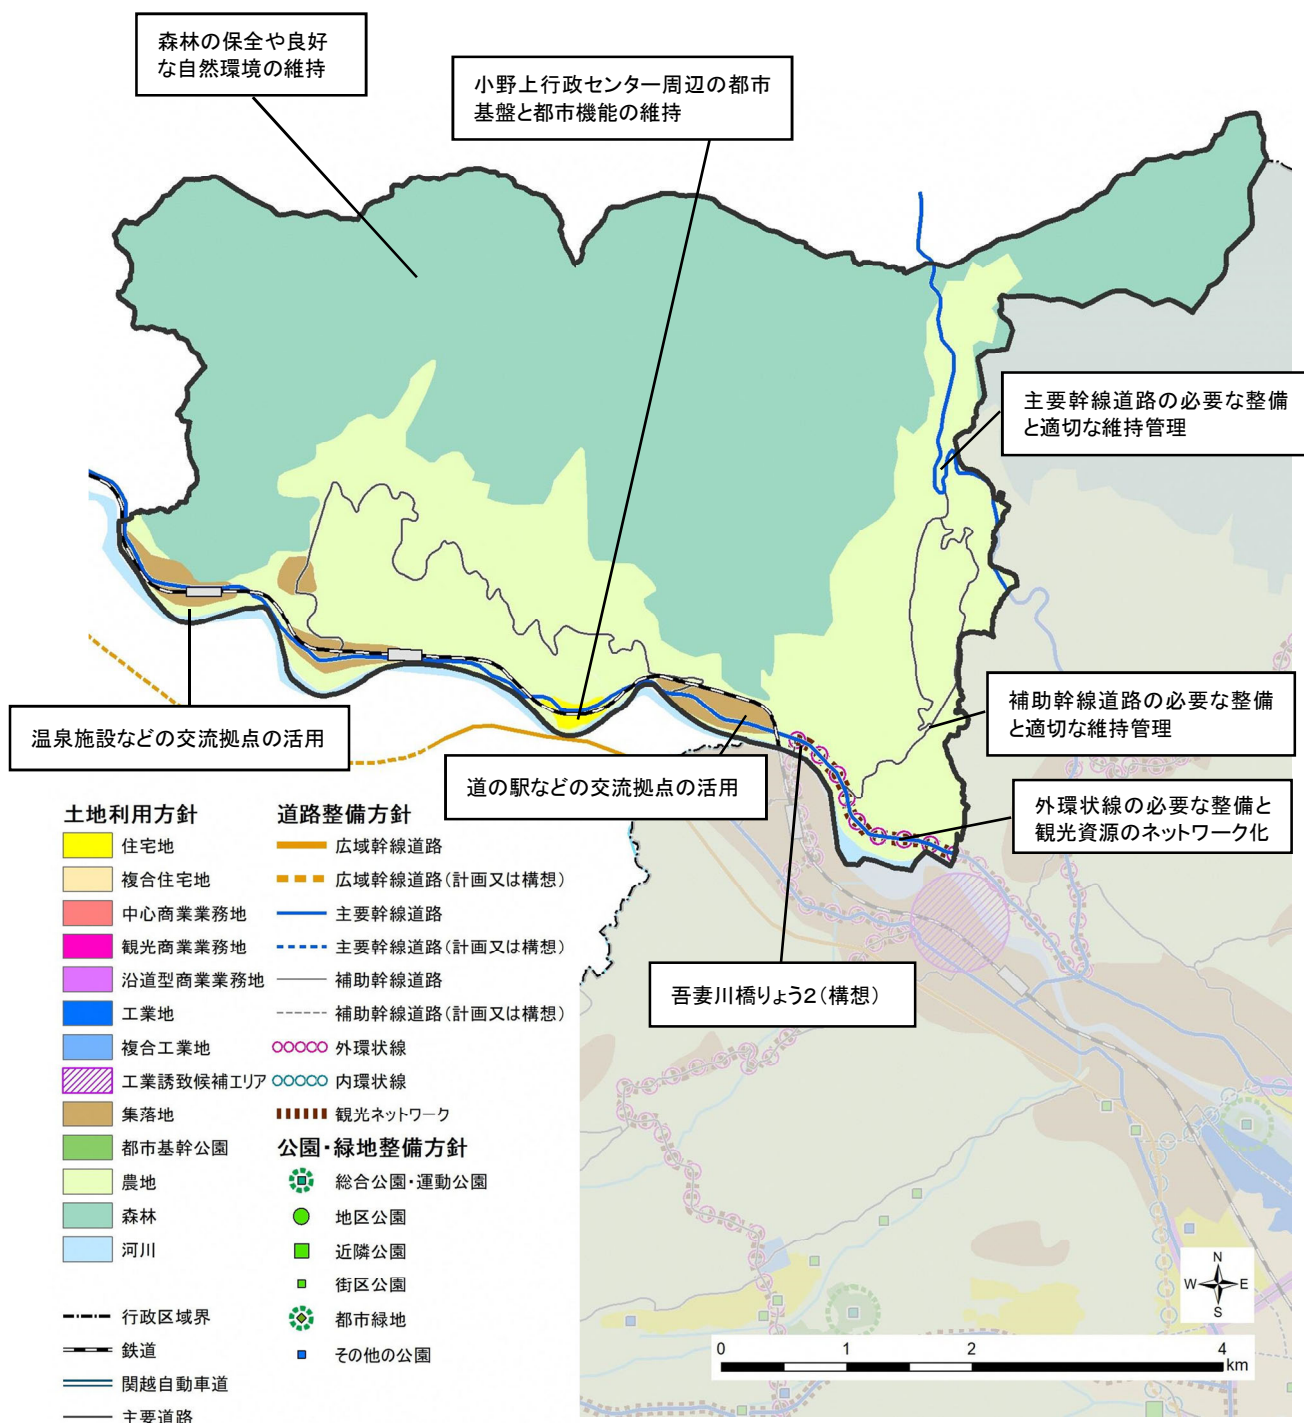 森林の保全や良好
な自然環境の維持
小野上行政センター周辺の都市
基盤と都市機能の維持
主要幹線道路の必要な整備
と適切な維持管理
補助幹線道路の必要な整備
と適切な維持管理
温泉施設などの交流拠点の活用
道の駅などの交流拠点の活用
外環状線の必要な整備と
観光資源のネットワーク化
吾妻川橋りょう2(構想)
土地利用方針
住宅地
複合住宅地
中心商業業務地
観光商業業務地
沿道型商業業務地
工業地
複合工業地
工業誘致候補エリア
集落地
都市基幹公園
農地
森林
河川
行政区域界
鉄道
関越自動車道
主要道路
道路整備方針
広域幹線道路
広域幹線道路(計画又は構想)
主要幹線道路
主要幹線道路(計画又は構想)
補助幹線道路
補助幹線道路(計画又は構想)
外環状線
内環状線
観光ネットワーク
公園・緑地整備方針
総合公園・運動公園
地区公園
近隣公園
街区公園
都市緑地
その他の公園
N
W E
S
0 1 2 4
km